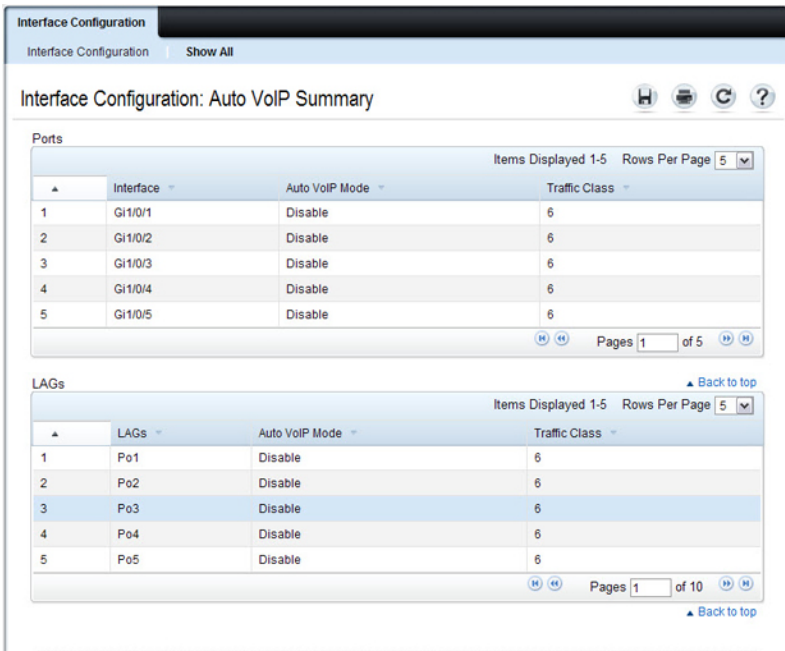 Interface Configuration
Interface Configuration Show All
Interface Configuration: Auto VoIP Summary
Ports
Items Displayed 1-5 Rows Per Page 5
Interface Auto VoIP Mode Traffic Class
1 Gi1/0/1 Disable 6
2 Gi1/0/2 Disable 6
3 Gi1/0/3 Disable 6
4 Gi1/0/4 Disable 6
5 Gi1/0/5 Disable 6
Pages 1 of 5
LAGs
Back to top
Items Displayed 1-5 Rows Per Page 5
LAGs Auto VoIP Mode Traffic Class
1 Po1 Disable 6
2 Po2 Disable 6
3 Po3 Disable 6
4 Po4 Disable 6
5 Po5 Disable 6
Pages 1 of 10
Back to top